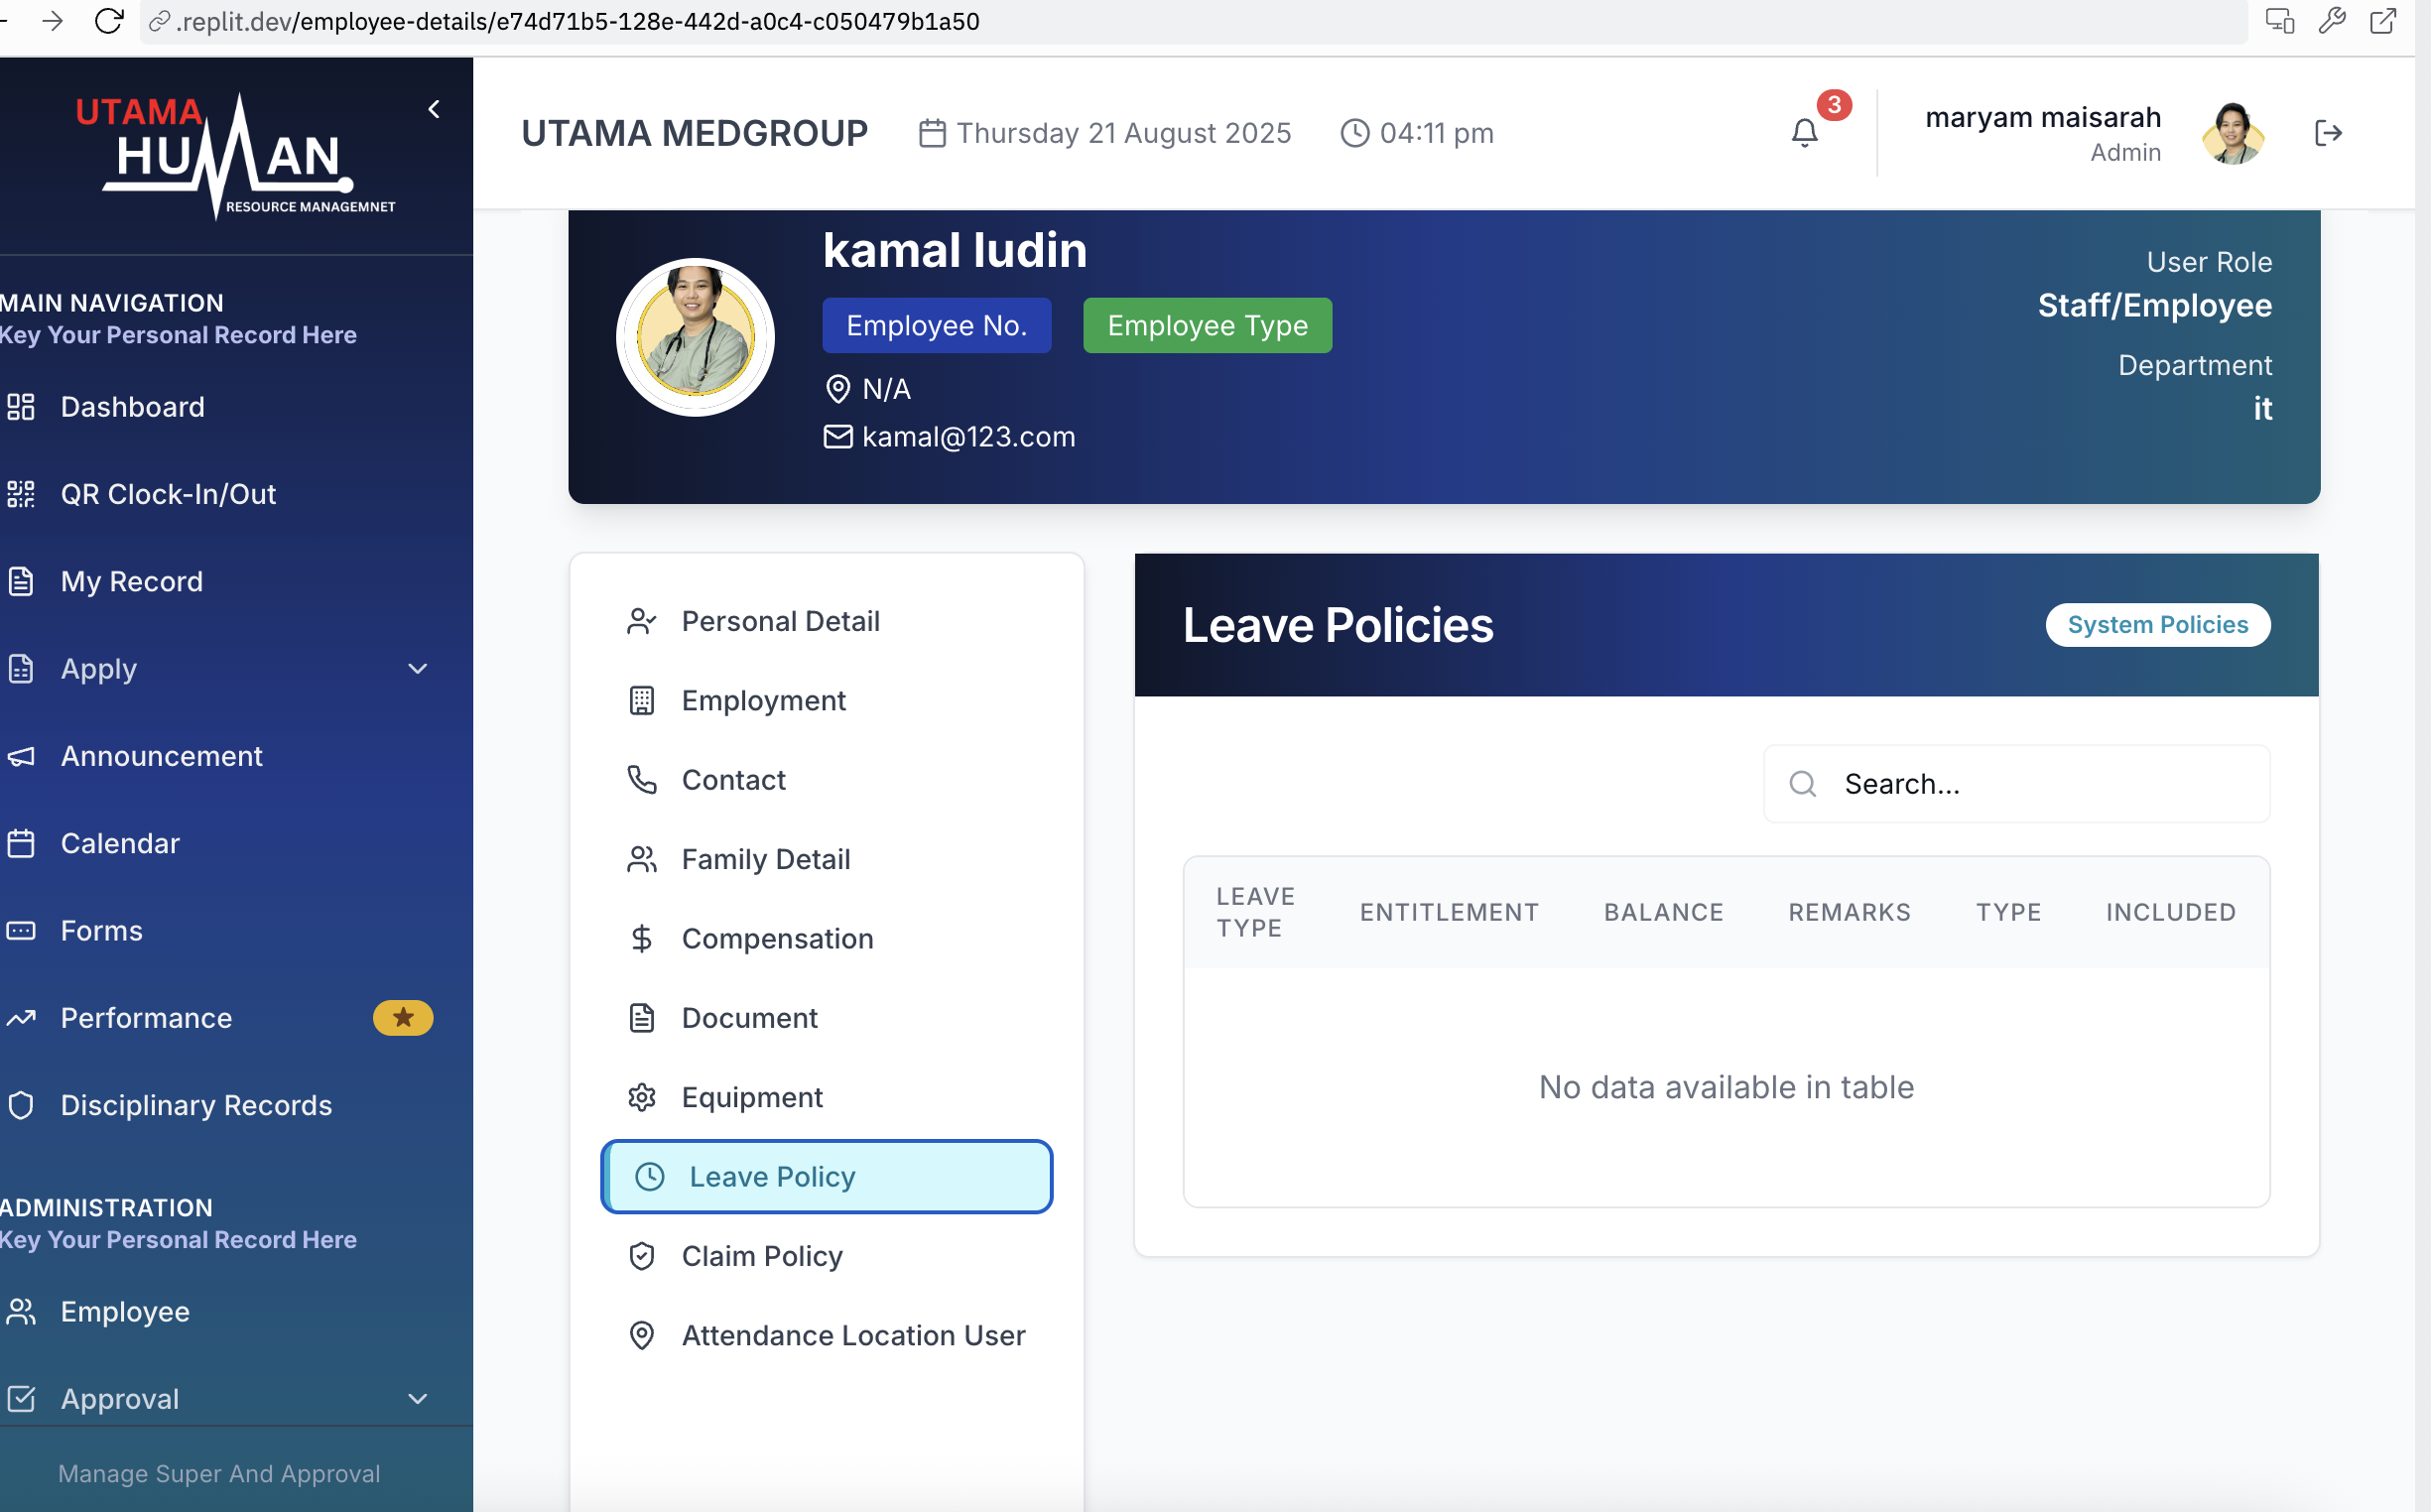 .replit.dev/employee-details/e74d71b5-128e-442d-a0c4-c050479b1a50
UTAMA
HUMAN
RESOURCE MANAGEMNET
UTAMA MEDGROUP
Thursday 21 August 2025
04:11 pm
3
maryam maisarah
Admin
MAIN NAVIGATION
Key Your Personal Record Here
Dashboard
QR Clock-In/Out
My Record
Apply
Announcement
Calendar
Forms
Performance
Disciplinary Records
ADMINISTRATION
Key Your Personal Record Here
Employee
Approval
Manage Super And Approval
kamal ludin
Employee No.
Employee Type
N/A
kamal@123.com
User Role
Staff/Employee
Department
it
Personal Detail
Employment
Contact
Family Detail
Compensation
Document
Equipment
Leave Policy
Claim Policy
Attendance Location User
Leave Policies
System Policies
Search...
LEAVE TYPE ENTITLEMENT BALANCE REMARKS TYPE INCLUDED
No data available in table